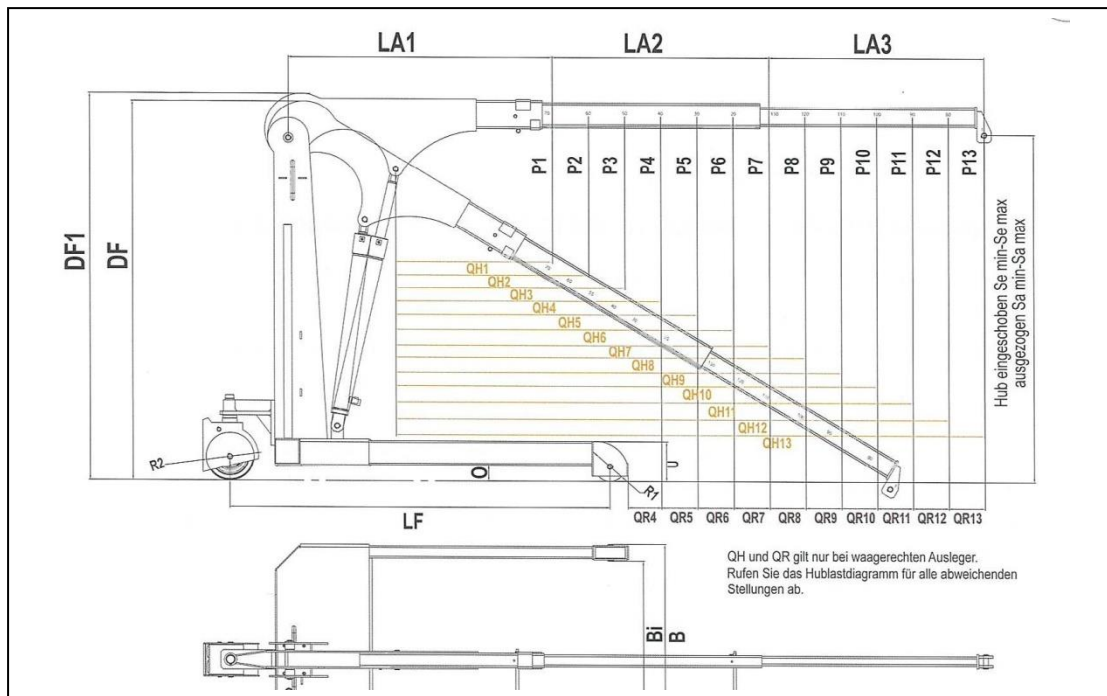 LA1 LA2 LA3
DF1
DF
P1 P2 P3 P4 P5 P6 P7 P8 P9 P10 P11 P12 P13
QH1
QH2
QH3
QH4
QH5
QH6
QH7
QH8
QH9
QH10
QH11
QH12
QH13
Hub eingeschoben Se min-Se max
ausgezogen Sa min-Sa max
R2
O
U
R1
LF
QR4 QR5 QR6 QR7 QR8 QR9 QR10 QR11 QR12 QR13
QH und QR gilt nur bei waagerechten Ausleger.
Rufen Sie das Hublastdiagramm für alle abweichenden
Stellungen ab.
Bi
B